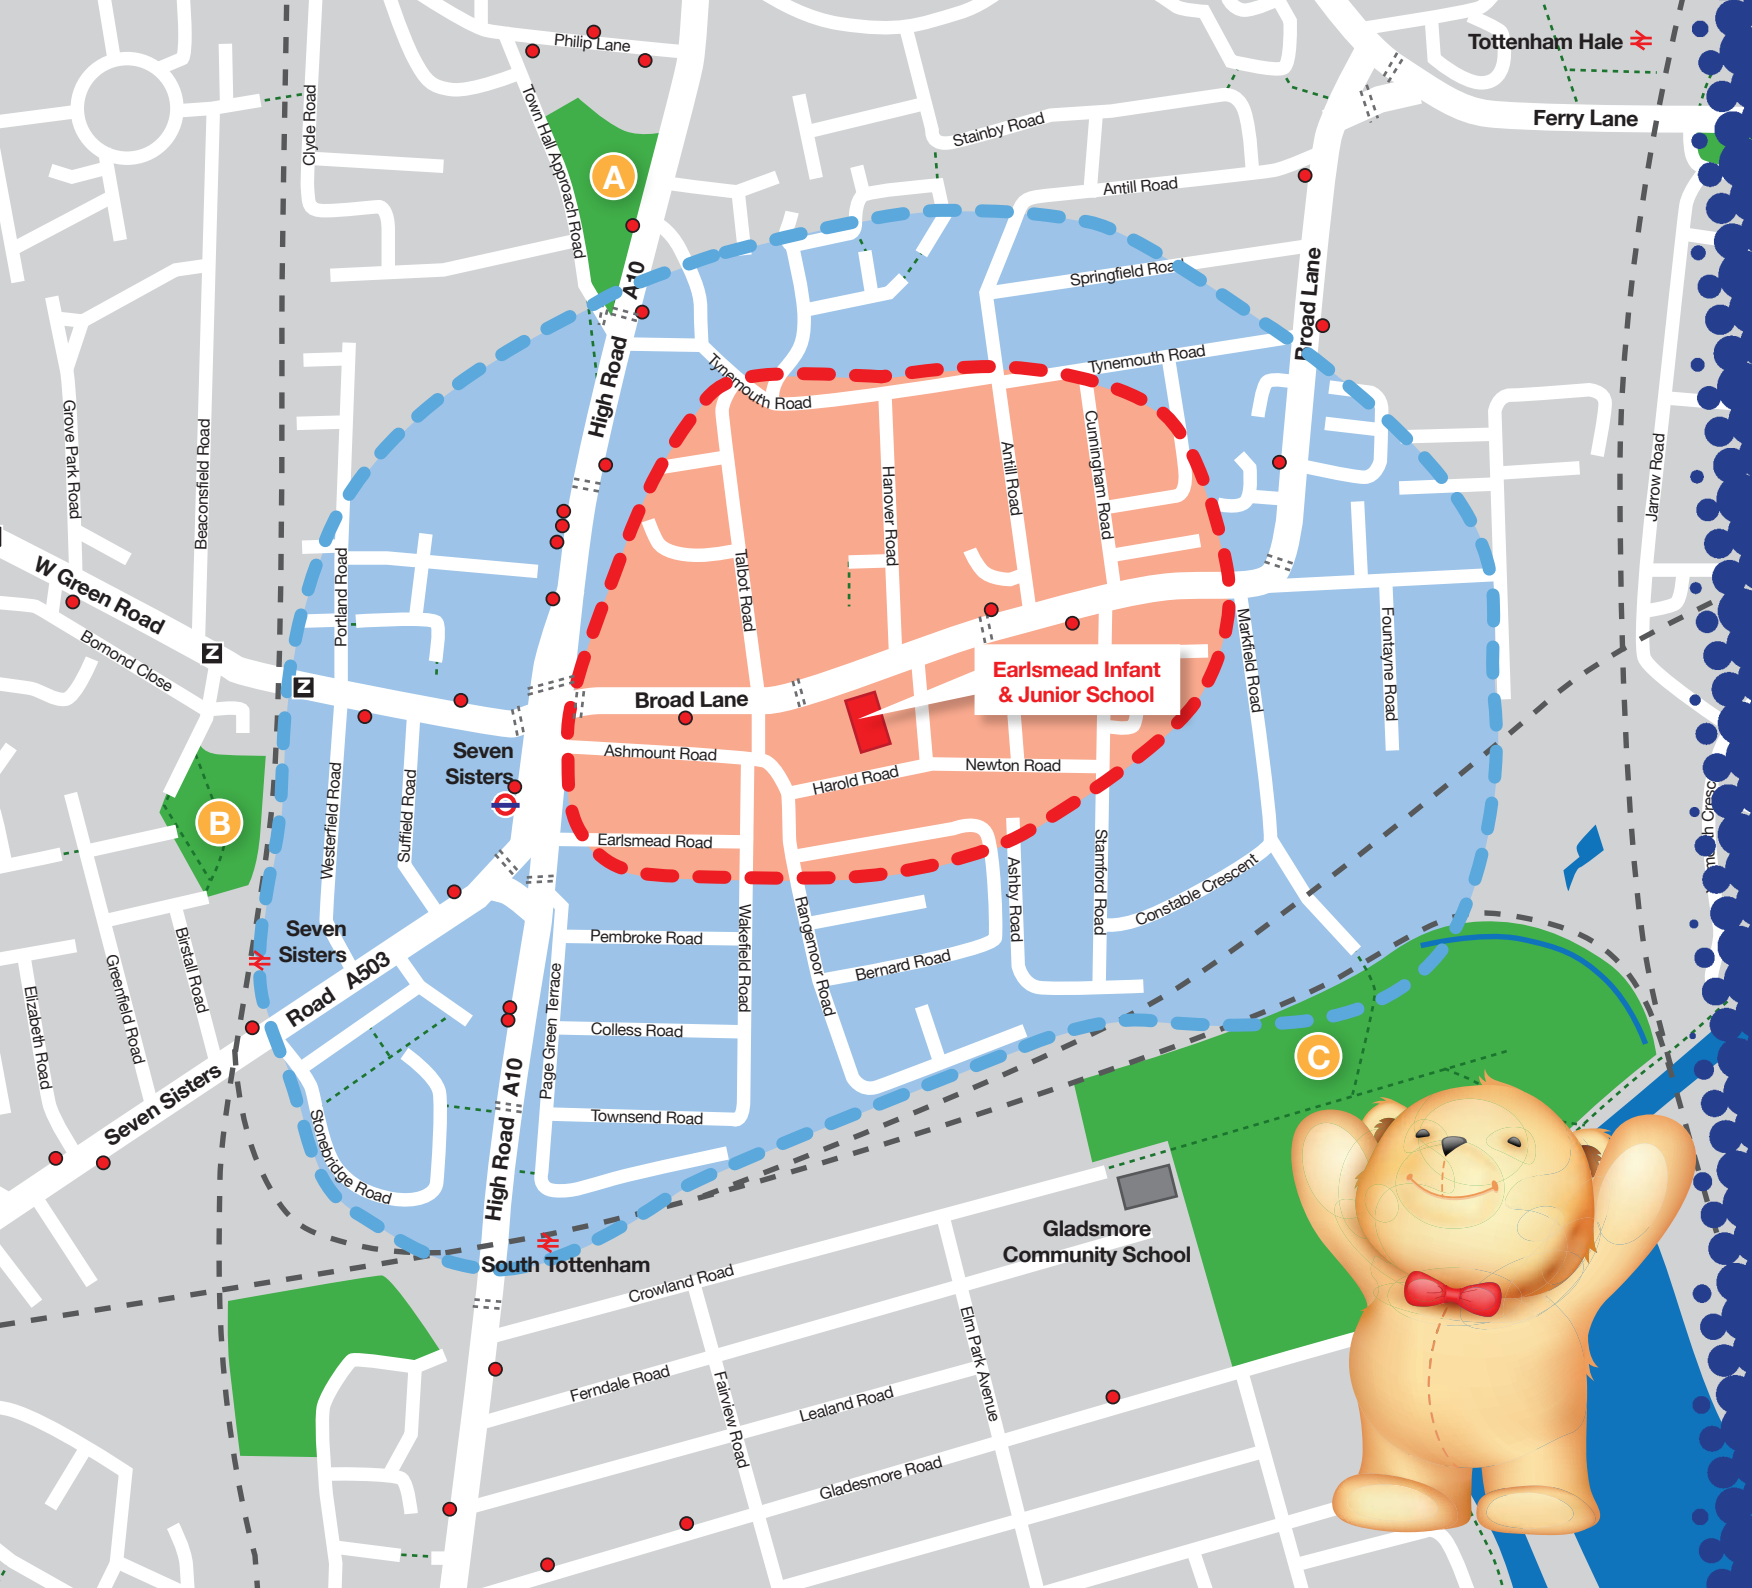 Tottenham Hale
Philip Lane
Clyde Road
Town Hall Approach Road
A
Stainby Road
Ferry Lane
Antill Road
A10
Springfield Road
Broad Lane
High Road
Tynemouth Road
Tynemouth Road
Grove Park Road
Beaconsfield Road
Hanover Road
Antill Road
Cunningham Road
Jarrow Road
W Green Road
Portland Road
Talbot Road
Bomond Close
Markfield Road
Fountayne Road
Earlsmead Infant
& Junior School
Broad Lane
Seven
Sisters
Ashmount Road
Harold Road
Newton Road
B
Westerfield Road
Suffield Road
Earlsmead Road
Stamford Road
Ashby Road
Constable Crescent
Seven
Sisters
Birstall Road
Greenfield Road
Elizabeth Road
Road A503
Pembroke Road
Wakefield Road
Rangemoor Road
Bernard Road
Page Green Terrace
Colless Road
C
A10
Seven Sisters
Stonebridge Road
Townsend Road
High Road
Gladsmore
Community School
South Tottenham
Crowland Road
Elm Park Avenue
Ferndale Road
Fairview Road
Lealand Road
Gladesmore Road